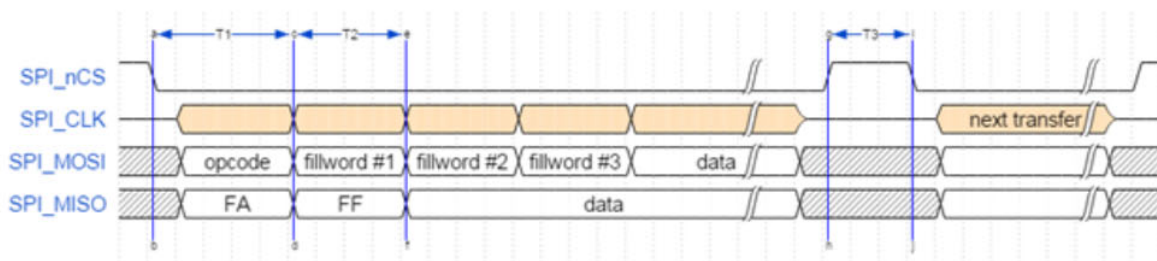 a T1 c T2 e g T3 i
SPI_nCS
SPI_CLK next transfer
SPI_MOSI opcode fillword #1 fillword #2 fillword #3 data
SPI_MISO FA FF data
b d f h j